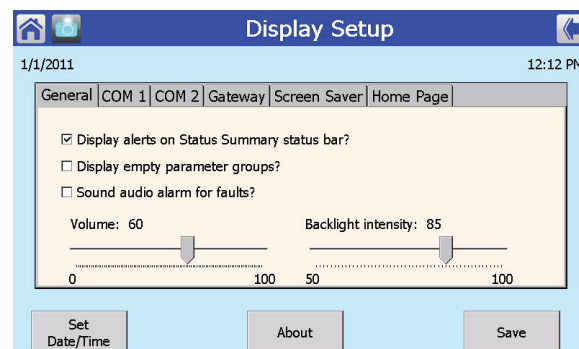 Display Setup
1/1/2011 12:12 PM
General COM 1 COM 2 Gateway Screen Saver Home Page
Display alerts on Status Summary status bar?
Display empty parameter groups?
Sound audio alarm for faults?
Volume: 60 Backlight intensity: 85
0 100 50 100
Set
Date/Time
About
Save